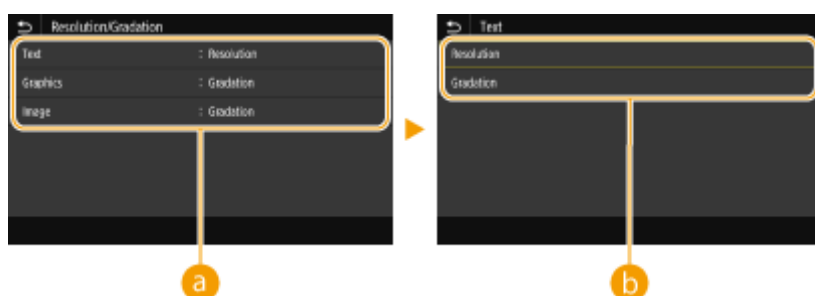 Resolution/Gradation
Text : Resolution
Graphics : Gradation
Image : Gradation
a
Text
Resolution
Gradation
b